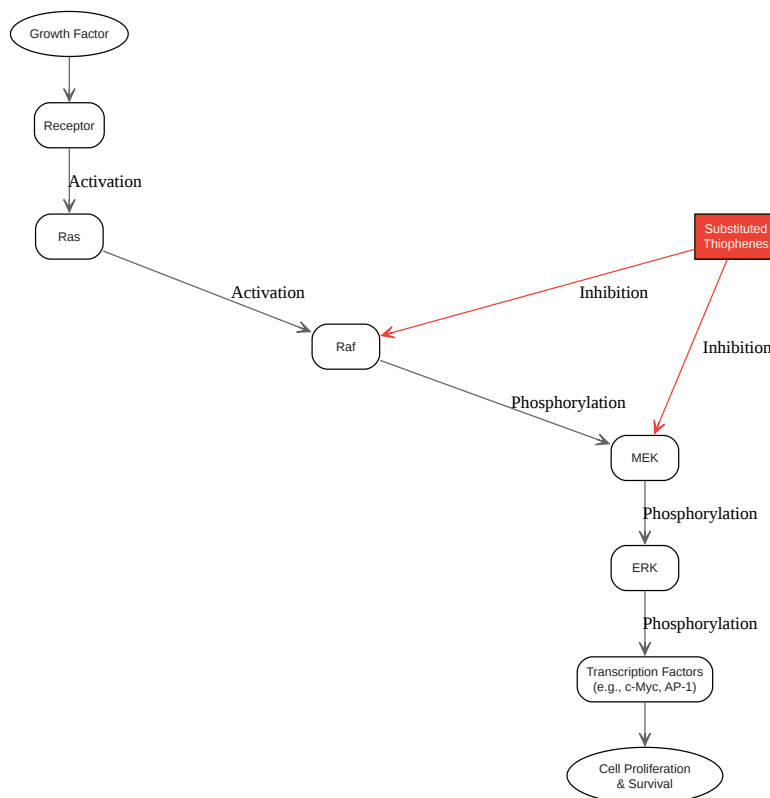 Growth Factor
Receptor
Activation
Ras
Substituted
Thiophenes
Activation
Inhibition
Raf
Inhibition
Phosphorylation
MEK
Phosphorylation
ERK
Phosphorylation
Transcription Factors
(e.g., c-Myc, AP-1)
Cell Proliferation
& Survival